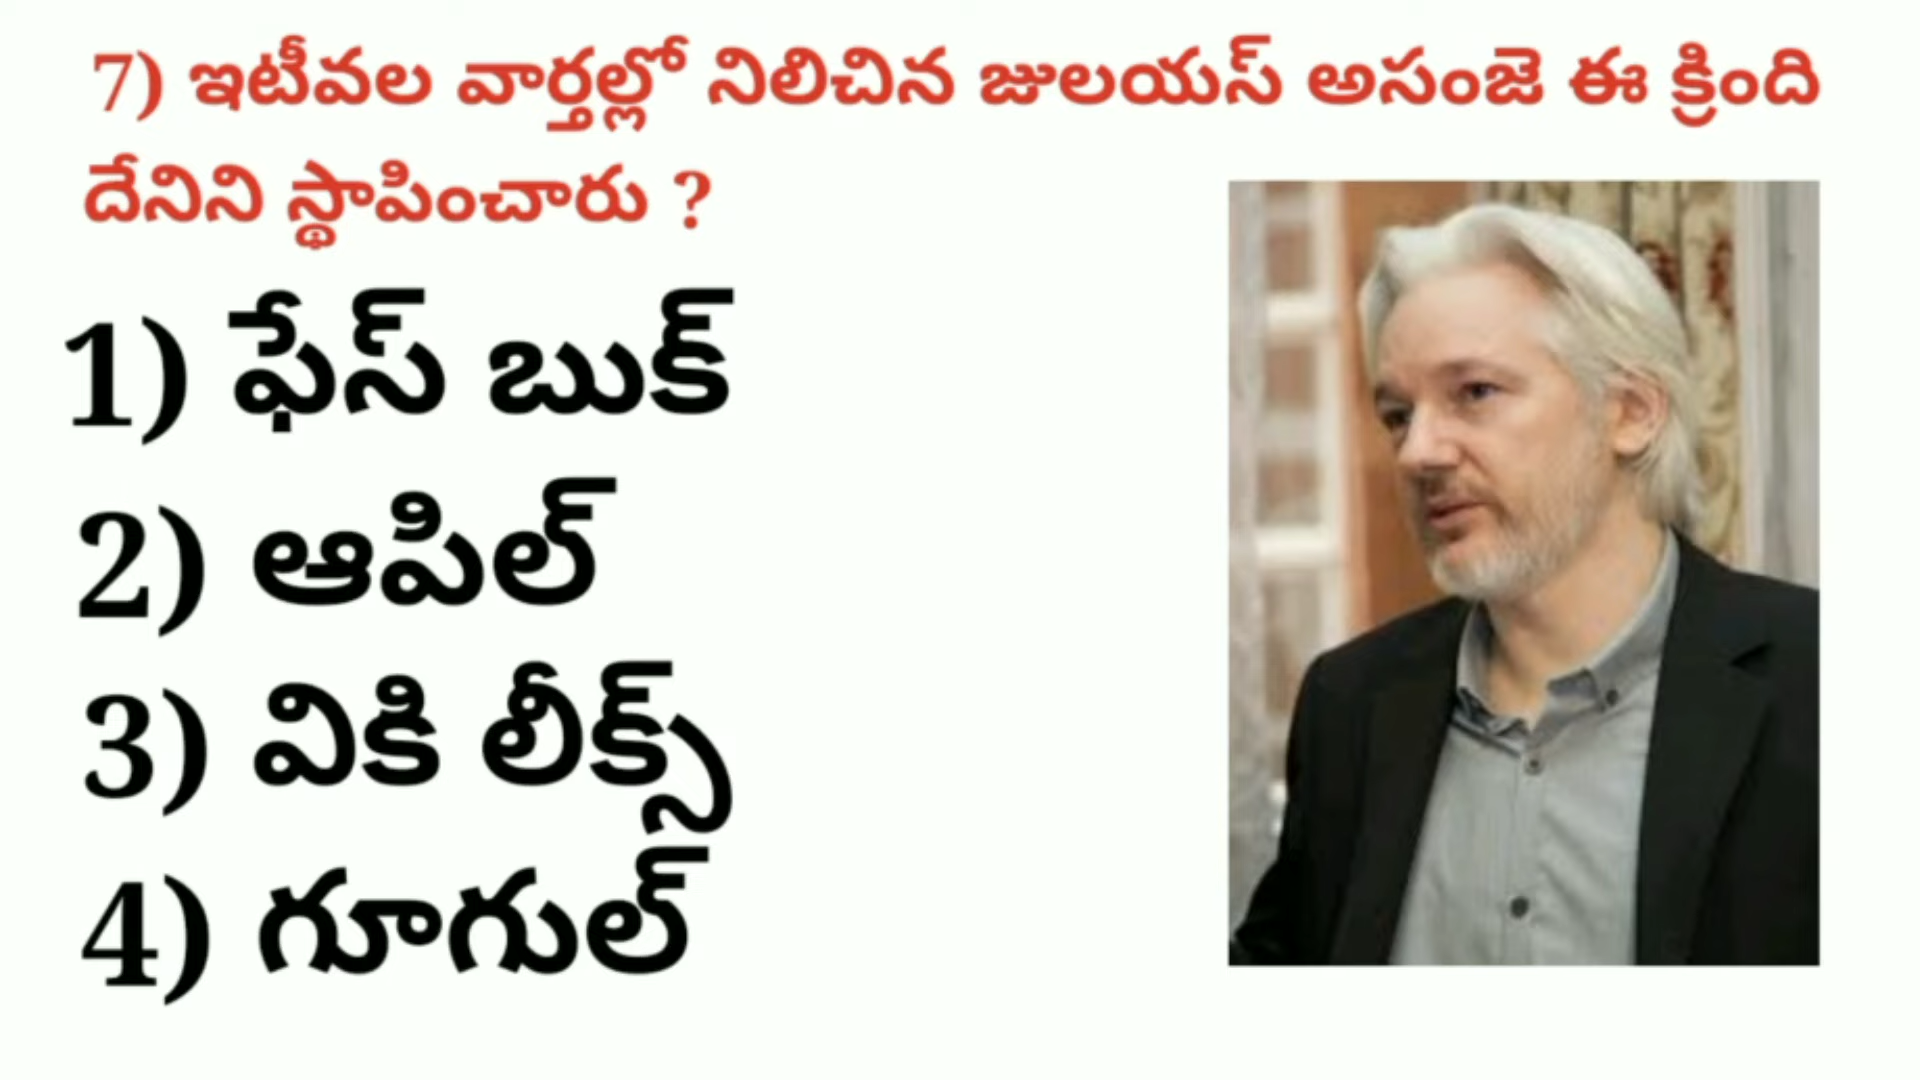 7) ఇటీవల వార్తల్లో నిలిచిన జులయస్ అసంజె ఈ క్రింది
దేనిని స్థాపించారు ?
1) ఫేస్ బుక్
2) ఆపిల్
3) వికి లీక్స్
4) గూగుల్